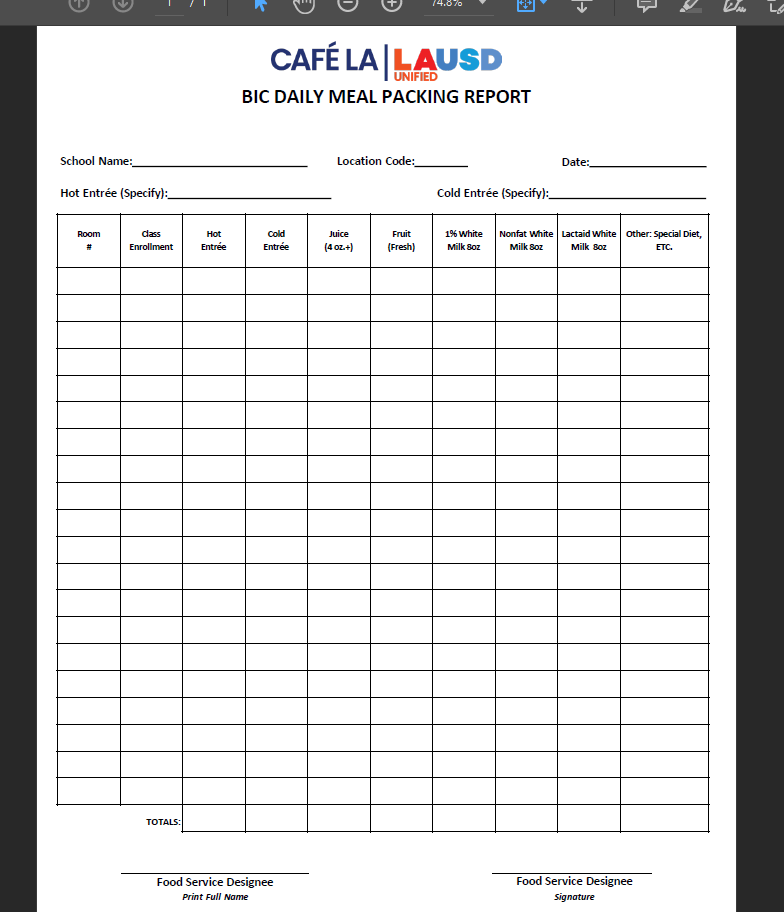 1 / 1 74.8%
CAFÉ LA LAUSD
UNIFIED
BIC DAILY MEAL PACKING REPORT
School Name: Location Code: Date:
Hot Entrée (Specify): Cold Entrée (Specify):
Room Class Hot Cold Juice Fruit 1% White Nonfat White Lactaid White Other: Special Diet,
# Enrollment Entrée Entrée (4 oz.+) (Fresh) Milk 8oz Milk 8oz Milk 8oz ETC.
TOTALS:
Food Service Designee Food Service Designee
Print Full Name Signature